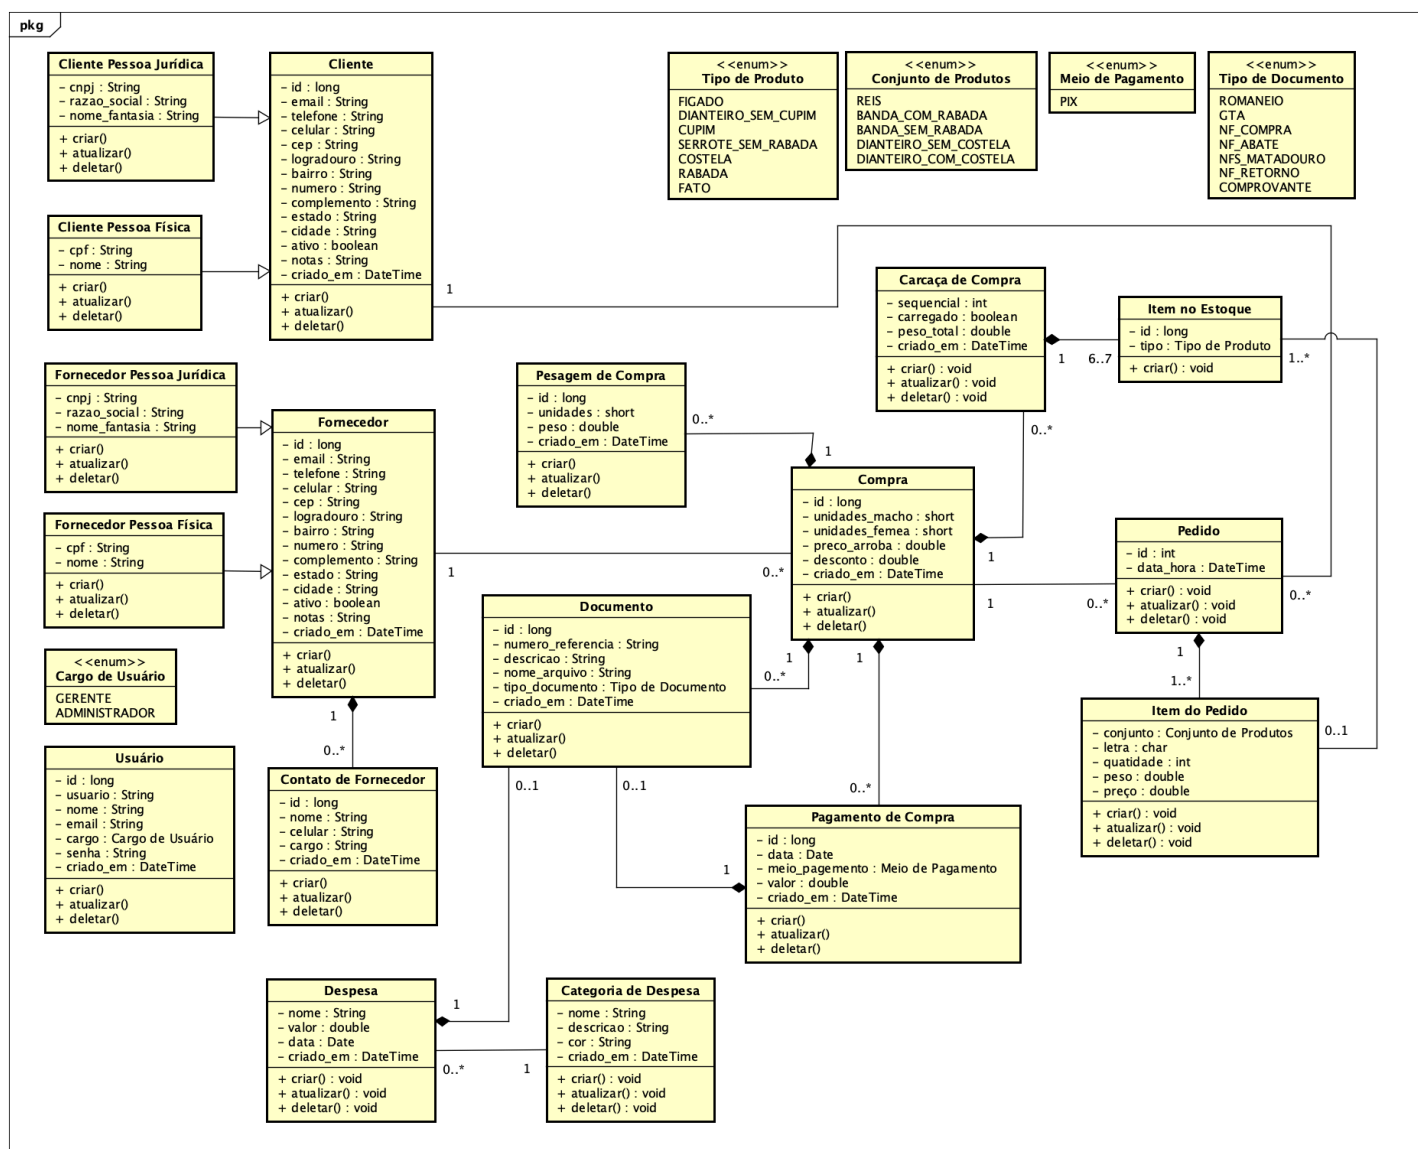 pkg
Cliente Pessoa Jurídica
– cnpj : String
– razao_social : String
– nome_fantasia : String
+ criar()
+ atualizar()
+ deletar()
Cliente
– id : long
– email : String
– telefone : String
– celular : String
– cep : String
– logradouro : String
– bairro : String
– numero : String
– complemento : String
– estado : String
– cidade : String
– ativo : boolean
– notas : String
– criado_em : DateTime
+ criar()
+ atualizar()
+ deletar()
<<enum>>
Tipo de Produto
FIGADO
DIANTEIRO_SEM_CUPIM
CUPIM
SERROTE_SEM_RABADA
COSTELA
RABADA
FATO
<<enum>>
Conjunto de Produtos
REIS
BANDA_COM_RABADA
BANDA_SEM_RABADA
DIANTEIRO_SEM_COSTELA
DIANTEIRO_COM_COSTELA
<<enum>>
Meio de Pagamento
PIX
<<enum>>
Tipo de Documento
ROMANEIO
GTA
NF_COMPRA
NF_ABATE
NFS_MATADOURO
NF_RETORNO
COMPROVANTE
Cliente Pessoa Física
– cpf : String
– nome : String
+ criar()
+ atualizar()
+ deletar()
1
Carcaça de Compra
– sequencial : int
– carregado : boolean
– peso_total : double
– criado_em : DateTime
+ criar() : void
+ atualizar() : void
+ deletar() : void
1
6..7
Item no Estoque
– id : long
– tipo : Tipo de Produto
+ criar() : void
1..*
0..*
Fornecedor Pessoa Jurídica
– cnpj : String
– razao_social : String
– nome_fantasia : String
+ criar()
+ atualizar()
+ deletar()
Fornecedor
– id : long
– email : String
– telefone : String
– celular : String
– cep : String
– logradouro : String
– bairro : String
– numero : String
– complemento : String
– estado : String
– cidade : String
– ativo : boolean
– notas : String
– criado_em : DateTime
+ criar()
+ atualizar()
+ deletar()
Pesagem de Compra
– id : long
– unidades : short
– peso : double
– criado_em : DateTime
+ criar()
+ atualizar()
+ deletar()
0..*
1
Compra
– id : long
– unidades_macho : short
– unidades_femea : short
– preco_arroba : double
– desconto : double
– criado_em : DateTime
+ criar()
+ atualizar()
+ deletar()
1
1
0..*
Pedido
– id : int
– data_hora : DateTime
+ criar() : void
+ atualizar() : void
+ deletar() : void
0..*
1
1..*
Fornecedor Pessoa Física
– cpf : String
– nome : String
+ criar()
+ atualizar()
+ deletar()
1
0..*
Documento
– id : long
– numero_referencia : String
– descricao : String
– nome_arquivo : String
– tipo_documento : Tipo de Documento
– criado_em : DateTime
+ criar()
+ atualizar()
+ deletar()
1
0..*
1
0..*
<<enum>>
Cargo de Usuário
GERENTE
ADMINISTRADOR
1
0..*
Item do Pedido
– conjunto : Conjunto de Produtos
– letra : char
– quatidade : int
– peso : double
– preço : double
+ criar() : void
+ atualizar() : void
+ deletar() : void
0..1
Usuário
– id : long
– usuario : String
– nome : String
– email : String
– cargo : Cargo de Usuário
– senha : String
– criado_em : DateTime
+ criar()
+ atualizar()
+ deletar()
Contato de Fornecedor
– id : long
– nome : String
– celular : String
– cargo : String
– criado_em : DateTime
+ criar()
+ atualizar()
+ deletar()
0..1
0..1
1
Pagamento de Compra
– id : long
– data : Date
– meio_pagemento : Meio de Pagamento
– valor : double
– criado_em : DateTime
+ criar()
+ atualizar()
+ deletar()
Despesa
– nome : String
– valor : double
– data : Date
– criado_em : DateTime
+ criar() : void
+ atualizar() : void
+ deletar() : void
1
0..*
1
Categoria de Despesa
– nome : String
– descricao : String
– cor : String
– criado_em : DateTime
+ criar() : void
+ atualizar() : void
+ deletar() : void